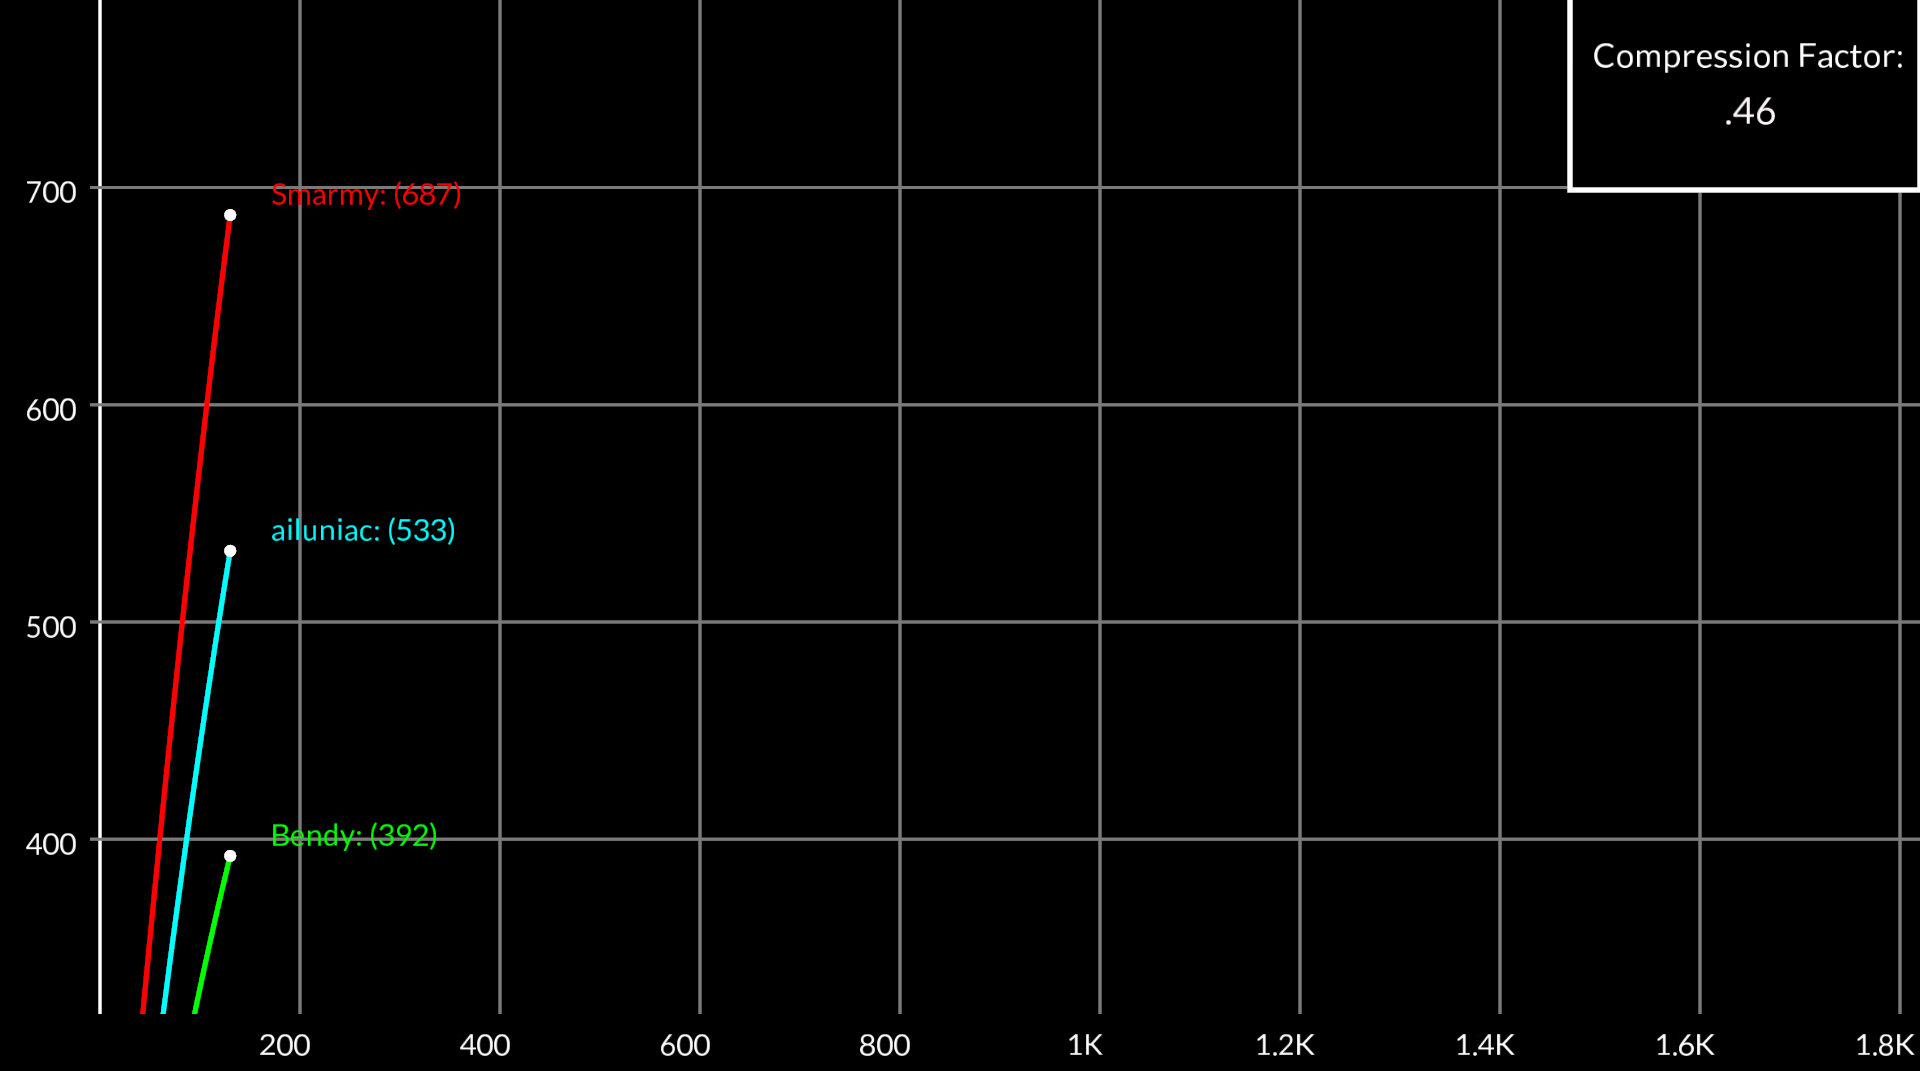 Compression Factor:
.46
700
Smarmy: (687)
600
ailuniac: (533)
500
Bendy: (392)
400
200 400 600 800 1K 1.2K 1.4K 1.6K 1.8K